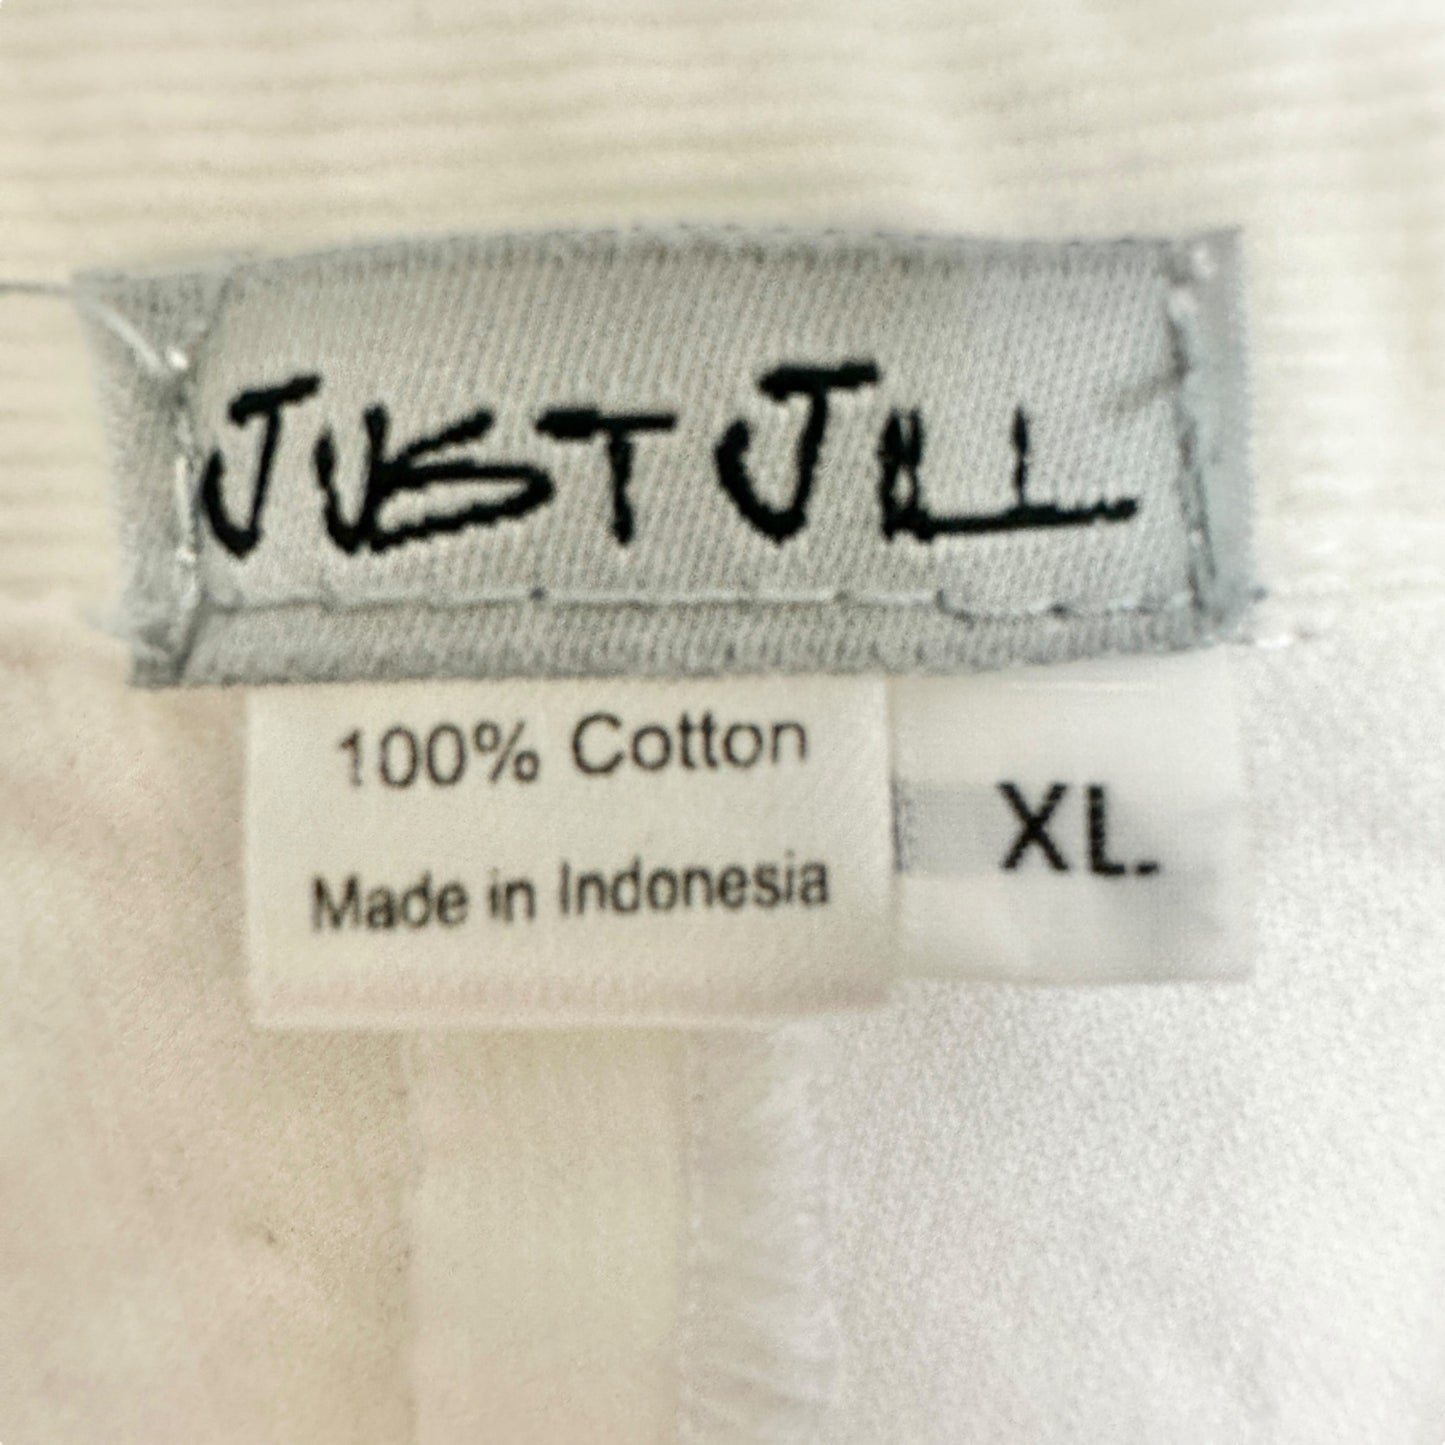 JUST JILL
100% Cotton
Made in Indonesia
XL